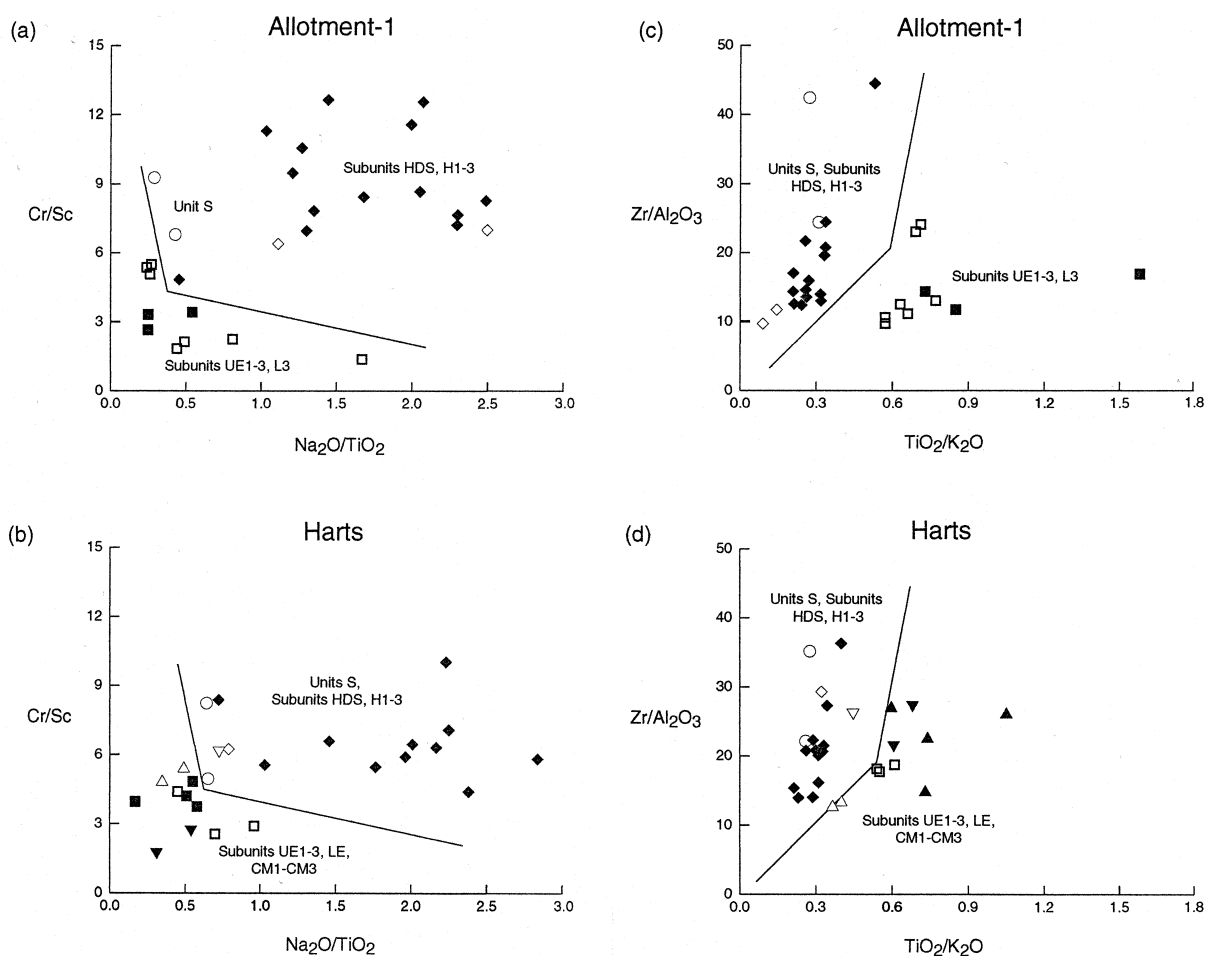 (a)
Allotment-1
15
12
9
6
3
0
Cr/Sc
Unit S
Subunits HDS, H1-3
Subunits UE1-3, L3
0.0 0.5 1.0 1.5 2.0 2.5 3.0
Na₂O/TiO₂
(c)
Allotment-1
50
40
30
20
10
0
Zr/Al₂O₃
Units S, Subunits
HDS, H1-3
Subunits UE1-3, L3
0.0 0.3 0.6 0.9 1.2 1.5 1.8
TiO₂/K₂O
(b)
Harts
15
12
9
6
3
0
Cr/Sc
Units S,
Subunits HDS, H1-3
Subunits UE1-3, LE,
CM1-CM3
0.0 0.5 1.0 1.5 2.0 2.5 3.0
Na₂O/TiO₂
(d)
Harts
50
40
30
20
10
0
Zr/Al₂O₃
Units S, Subunits
HDS, H1-3
Subunits UE1-3, LE,
CM1-CM3
0.0 0.3 0.6 0.9 1.2 1.5 1.8
TiO₂/K₂O